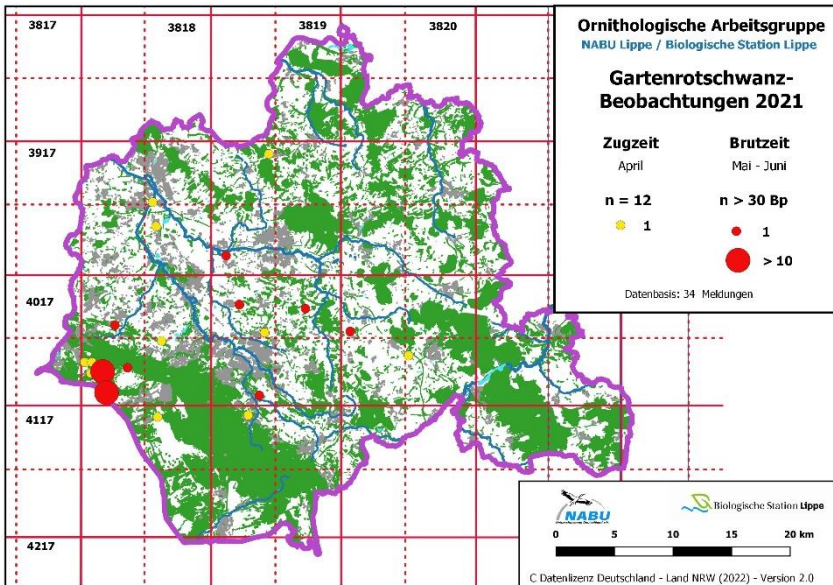 3817
3818
3819
3820
3917
4017
4117
4217
Ornithologische Arbeitsgruppe
NABU Lippe / Biologische Station Lippe
Gartenrotschwanz-
Beobachtungen 2021
Zugzeit
April
n = 12
1
Brutzeit
Mai - Juni
n > 30 Bp
1
> 10
Datenbasis: 34 Meldungen
NABU
Biologische Station Lippe
0 5 10 15 20 km
C Datenlizenz Deutschland - Land NRW (2022) - Version 2.0